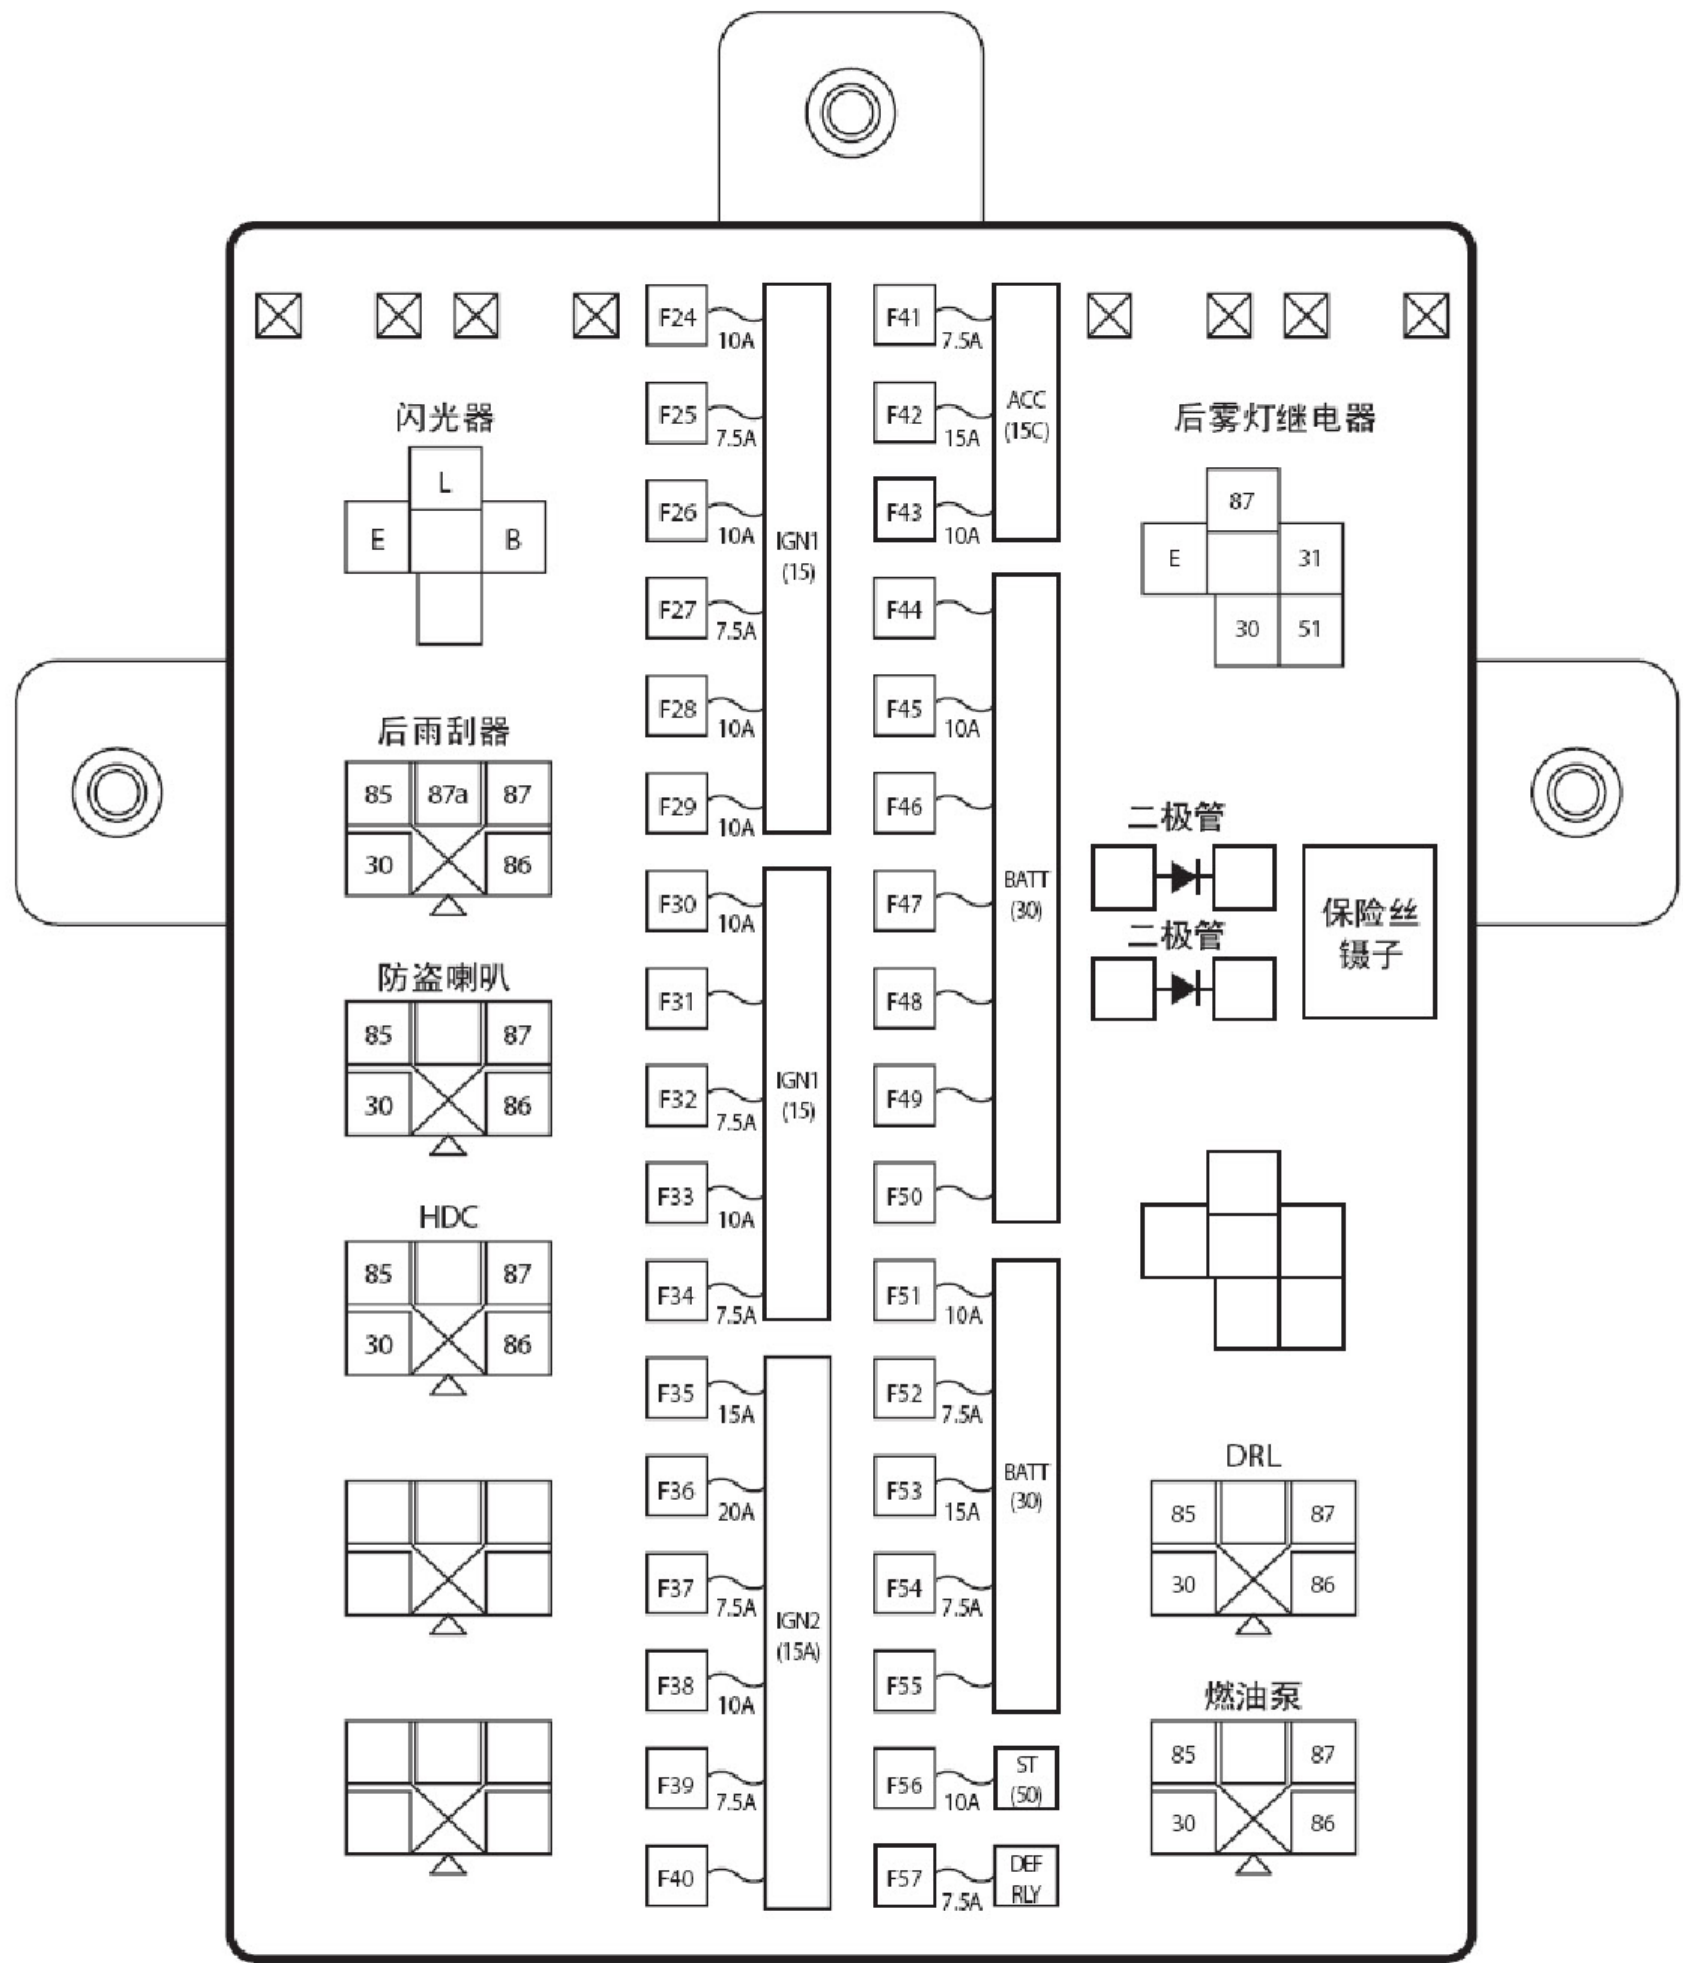 闪光器
L
E
B
后雨刮器
85
87a
87
30
86
防盗喇叭
85
87
30
86
HDC
85
87
30
86
F24
10A
F25
7.5A
F26
10A
F27
7.5A
F28
10A
F29
10A
IGN1
(15)
F30
10A
F31
F32
7.5A
F33
10A
F34
7.5A
IGN1
(15)
F35
15A
F36
20A
F37
7.5A
F38
10A
F39
7.5A
F40
IGN2
(15A)
F41
7.5A
F42
15A
F43
10A
ACC
(15C)
F44
F45
10A
F46
F47
F48
F49
F50
BATT
(30)
F51
10A
F52
7.5A
F53
15A
F54
7.5A
F55
BATT
(30)
F56
10A
ST
(50)
F57
7.5A
DEF
RLY
后雾灯继电器
87
E
31
30
51
二极管
二极管
保险丝
镊子
DRL
85
87
30
86
燃油泵
85
87
30
86